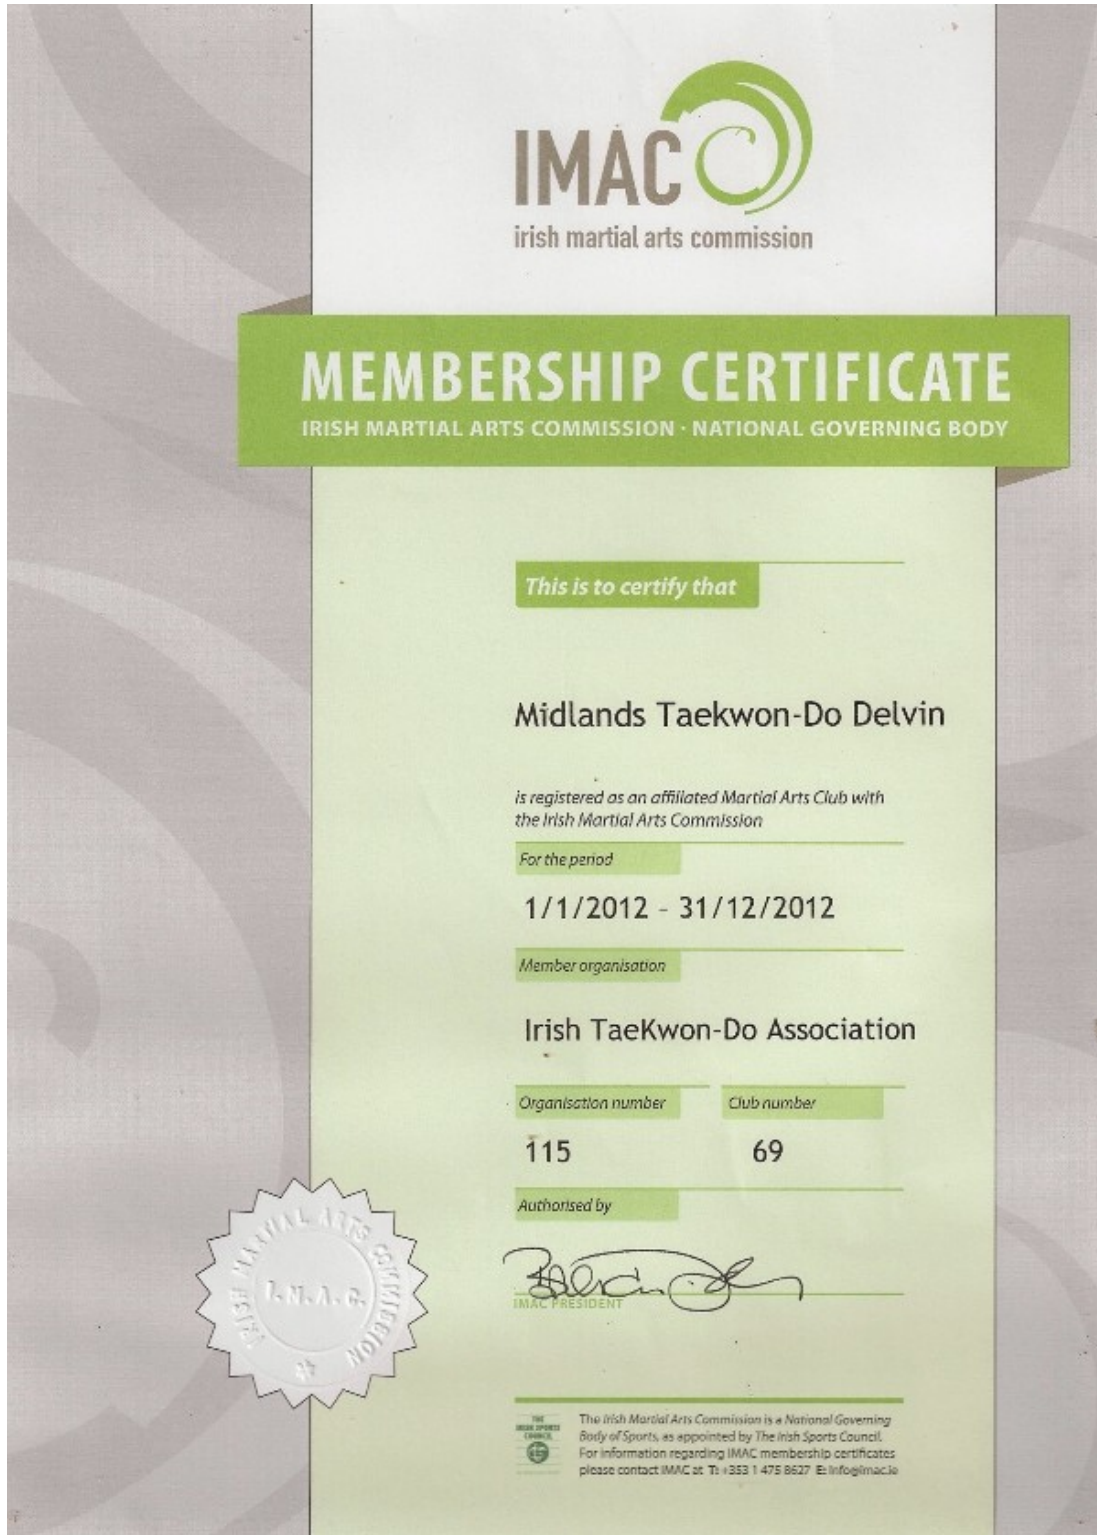 IMAC
irish martial arts commission
MEMBERSHIP CERTIFICATE
IRISH MARTIAL ARTS COMMISSION · NATIONAL GOVERNING BODY
This is to certify that
Midlands Taekwon-Do Delvin
is registered as an affiliated Martial Arts Club with
the Irish Martial Arts Commission
For the period
1/1/2012 - 31/12/2012
Member organisation
Irish TaeKwon-Do Association
Organisation number
Club number
115
69
Authorised by
IMAC PRESIDENT
IRISH MARTIAL ARTS COMMISSION
I.M.A.C.
THE
IRISH SPORTS
COUNCIL
The Irish Martial Arts Commission is a National Governing
Body of Sports, as appointed by The Irish Sports Council.
For information regarding IMAC membership certificates
please contact IMAC at T: +353 1 475 8627 E: info@imac.ie